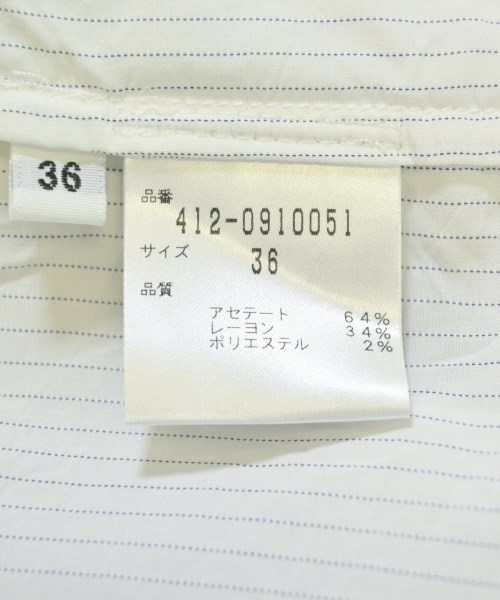 36
品番
412-0910051
サイズ 36
品質
アセテート 64%
レーヨン 34%
ポリエステル 2%